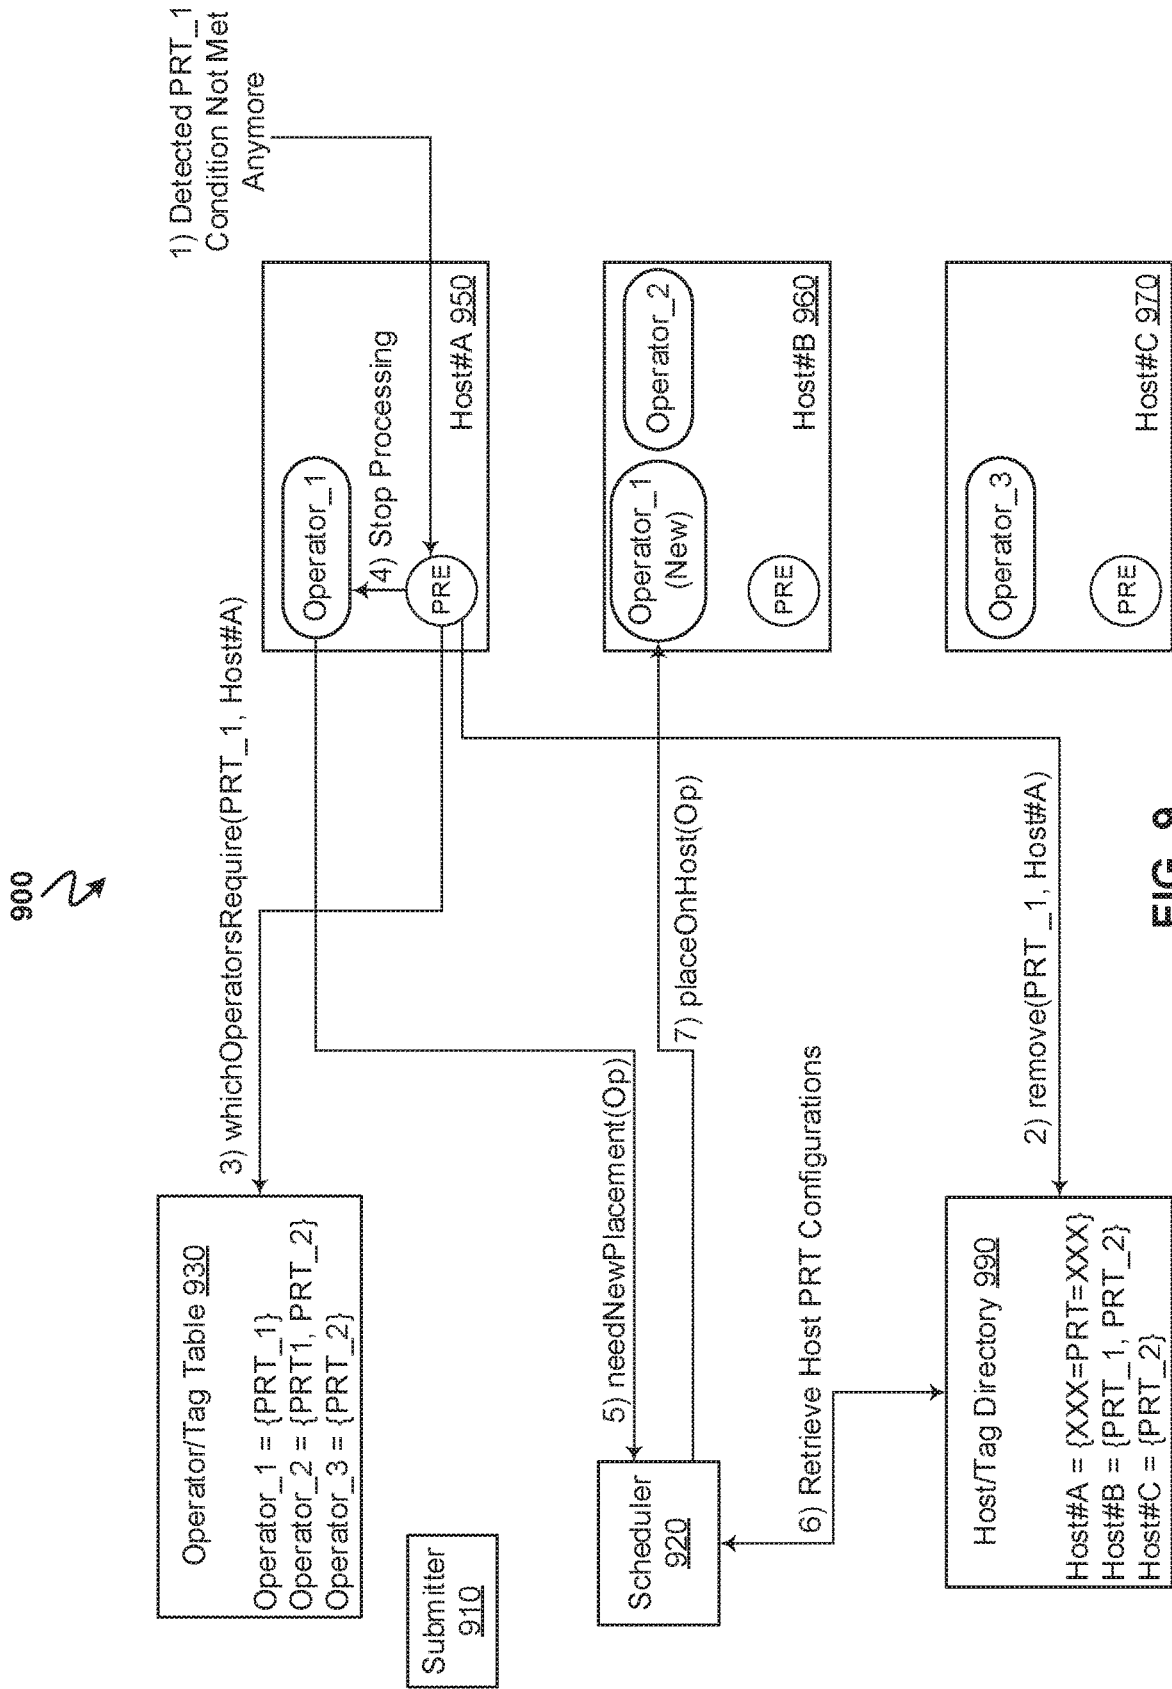 900
1) Detected PRT_1
Condition Not Met
Anymore
3) whichOperatorsRequire(PRT_1, Host#A)
Operator/Tag Table 930
Operator_1 = {PRT_1}
Operator_2 = {PRT1, PRT_2}
Operator_3 = {PRT_2}
Submitter
910
Operator_1
4) Stop Processing
PRE
Host#A 950
5) needNewPlacement(Op)
Scheduler
920
7) placeOnHost(Op)
Operator_1
(New)
Operator_2
PRE
Host#B 960
6) Retrieve Host PRT Configurations
2) remove(PRT_1, Host#A)
Host/Tag Directory 990
Host#A = {XXX=PRT=XXX}
Host#B = {PRT_1, PRT_2}
Host#C = {PRT_2}
Operator_3
PRE
Host#C 970